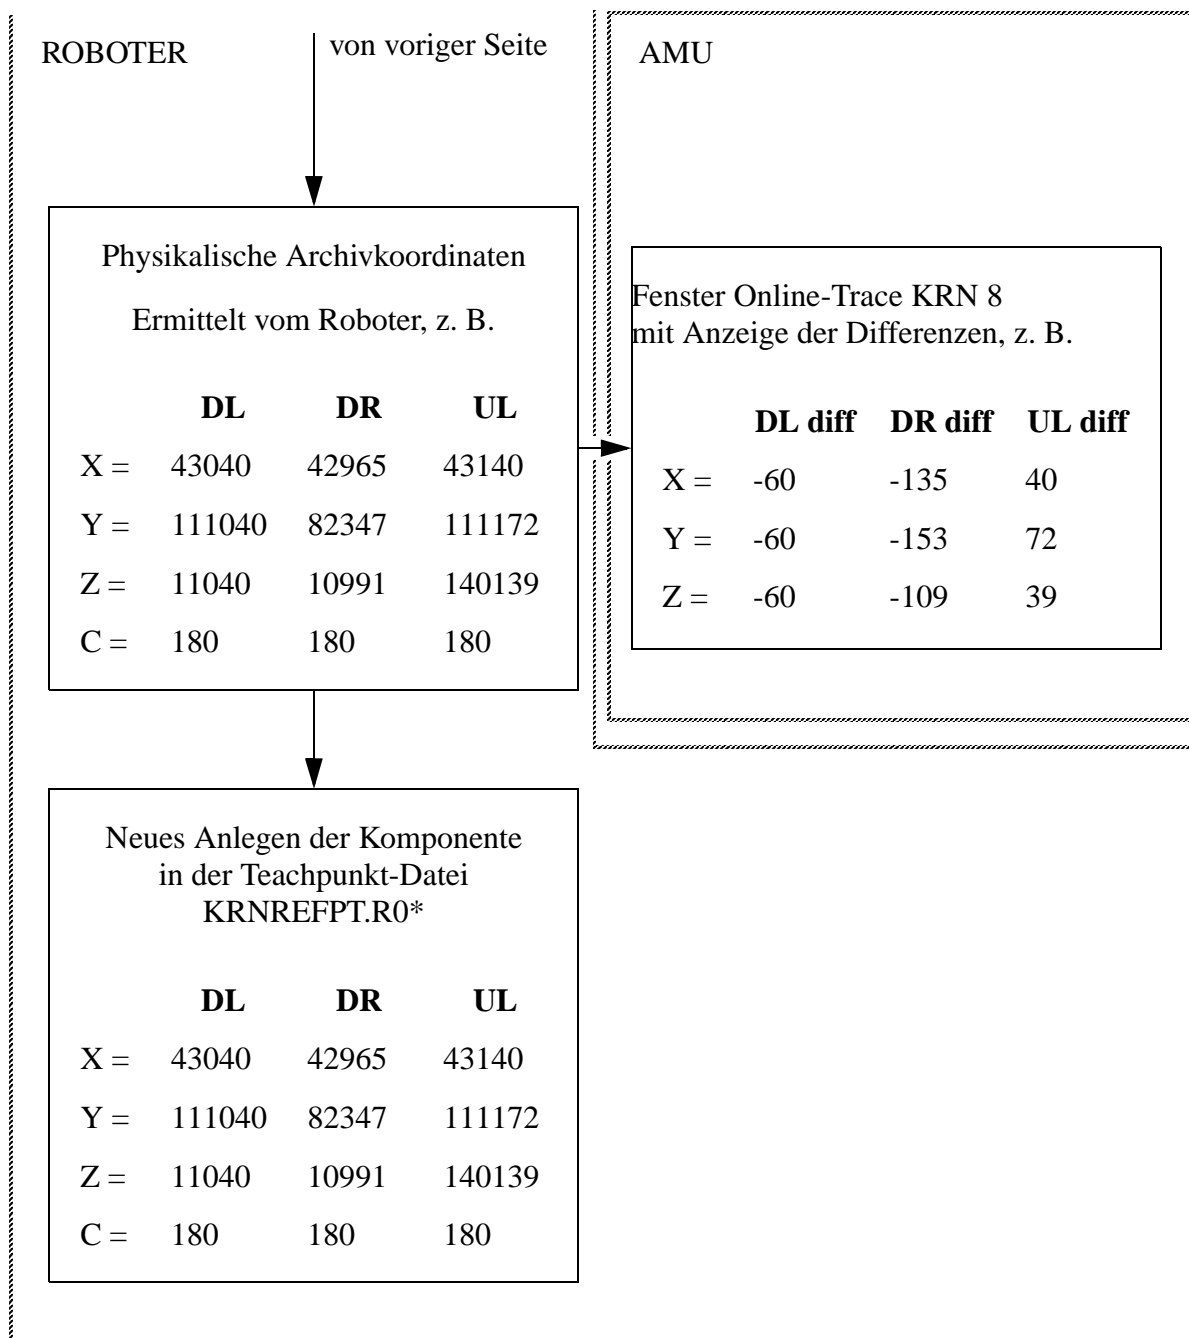 ROBOTER
von voriger Seite
Physikalische Archivkoordinaten
Ermittelt vom Roboter, z. B.
DL DR UL
X = 43040 42965 43140
Y = 111040 82347 111172
Z = 11040 10991 140139
C = 180 180 180
AMU
Fenster Online-Trace KRN 8
mit Anzeige der Differenzen, z. B.
DL diff DR diff UL diff
X = -60 -135 40
Y = -60 -153 72
Z = -60 -109 39
Neues Anlegen der Komponente
in der Teachpunkt-Datei
KRNREFPT.R0*
DL DR UL
X = 43040 42965 43140
Y = 111040 82347 111172
Z = 11040 10991 140139
C = 180 180 180